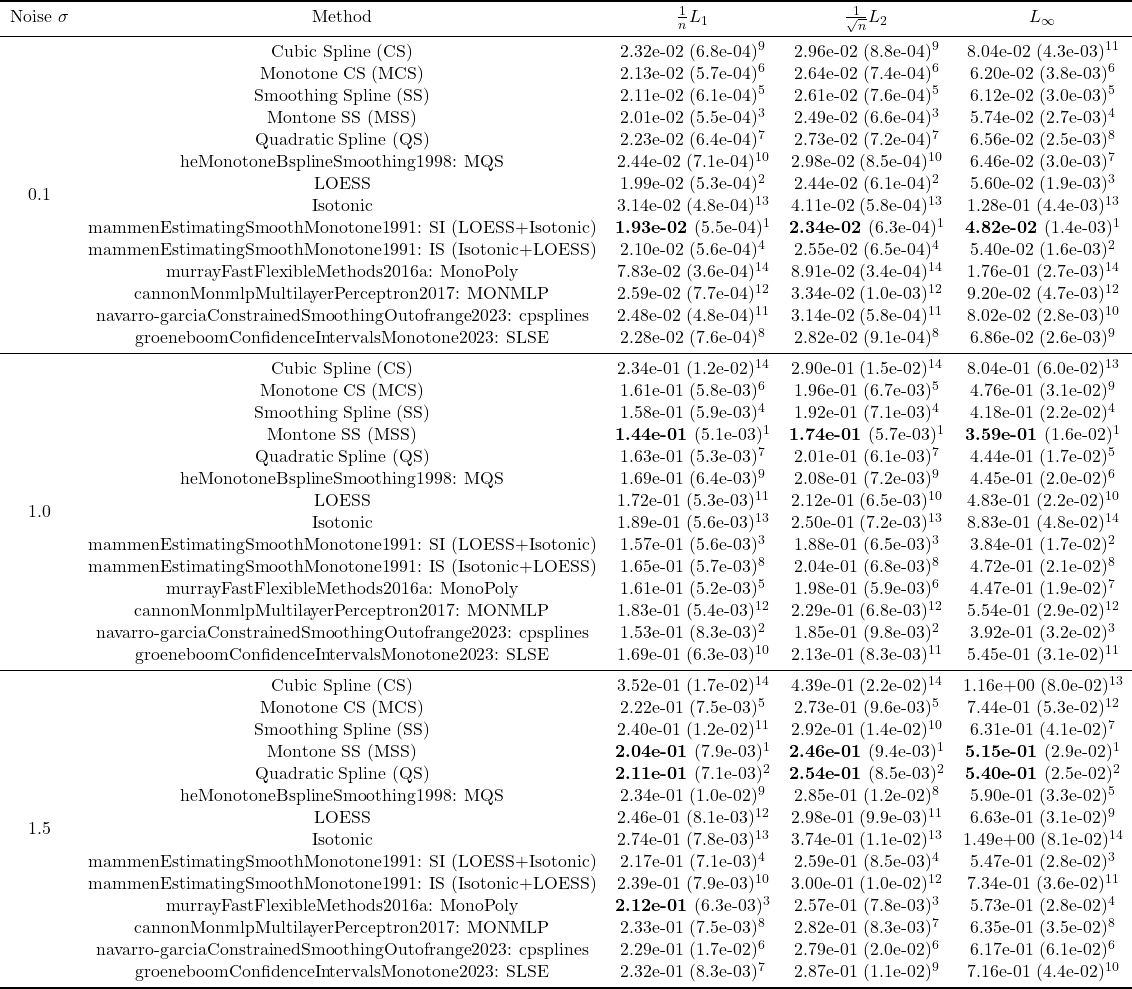 Noise σ Method 1/n L₁ 1/√n L₂ L∞
Cubic Spline (CS) 2.32e-02 (6.8e-04)⁹ 2.96e-02 (8.8e-04)⁹ 8.04e-02 (4.3e-03)¹¹
Monotone CS (MCS) 2.13e-02 (5.7e-04)⁶ 2.64e-02 (7.4e-04)⁶ 6.20e-02 (3.8e-03)⁶
Smoothing Spline (SS) 2.11e-02 (6.1e-04)⁵ 2.61e-02 (7.6e-04)⁵ 6.12e-02 (3.0e-03)⁵
Montone SS (MSS) 2.01e-02 (5.5e-04)³ 2.49e-02 (6.6e-04)³ 5.74e-02 (2.7e-03)⁴
Quadratic Spline (QS) 2.23e-02 (6.4e-04)⁷ 2.73e-02 (7.2e-04)⁷ 6.56e-02 (2.5e-03)⁸
heMonotoneBsplineSmoothing1998: MQS 2.44e-02 (7.1e-04)¹⁰ 2.98e-02 (8.5e-04)¹⁰ 6.46e-02 (3.0e-03)⁷
LOESS 1.99e-02 (5.3e-04)² 2.44e-02 (6.1e-04)² 5.60e-02 (1.9e-03)³
0.1
Isotonic 3.14e-02 (4.8e-04)¹³ 4.11e-02 (5.8e-04)¹³ 1.28e-01 (4.4e-03)¹³
mammenEstimatingSmoothMonotone1991: SI (LOESS+Isotonic) 1.93e-02 (5.5e-04)¹ 2.34e-02 (6.3e-04)¹ 4.82e-02 (1.4e-03)¹
mammenEstimatingSmoothMonotone1991: IS (Isotonic+LOESS) 2.10e-02 (5.6e-04)⁴ 2.55e-02 (6.5e-04)⁴ 5.40e-02 (1.6e-03)²
murrayFastFlexibleMethods2016a: MonoPoly 7.83e-02 (3.6e-04)¹⁴ 8.91e-02 (3.4e-04)¹⁴ 1.76e-01 (2.7e-03)¹⁴
cannonMonmlpMultilayerPerceptron2017: MONMLP 2.59e-02 (7.7e-04)¹² 3.34e-02 (1.0e-03)¹² 9.20e-02 (4.7e-03)¹²
navarro-garciaConstrainedSmoothingOutofrange2023: cpsplines 2.48e-02 (4.8e-04)¹¹ 3.14e-02 (5.8e-04)¹¹ 8.02e-02 (2.8e-03)¹⁰
groeneboomConfidenceIntervalsMonotone2023: SLSE 2.28e-02 (7.6e-04)⁸ 2.82e-02 (9.1e-04)⁸ 6.86e-02 (2.6e-03)⁹
Cubic Spline (CS) 2.34e-01 (1.2e-02)¹⁴ 2.90e-01 (1.5e-02)¹⁴ 8.04e-01 (6.0e-02)¹³
Monotone CS (MCS) 1.61e-01 (5.8e-03)⁶ 1.96e-01 (6.7e-03)⁵ 4.76e-01 (3.1e-02)⁹
Smoothing Spline (SS) 1.58e-01 (5.9e-03)⁴ 1.92e-01 (7.1e-03)⁴ 4.18e-01 (2.2e-02)⁴
Montone SS (MSS) 1.44e-01 (5.1e-03)¹ 1.74e-01 (5.7e-03)¹ 3.59e-01 (1.6e-02)¹
Quadratic Spline (QS) 1.63e-01 (5.3e-03)⁷ 2.01e-01 (6.1e-03)⁷ 4.44e-01 (1.7e-02)⁵
heMonotoneBsplineSmoothing1998: MQS 1.69e-01 (6.4e-03)⁹ 2.08e-01 (7.2e-03)⁹ 4.45e-01 (2.0e-02)⁶
LOESS 1.72e-01 (5.3e-03)¹¹ 2.12e-01 (6.5e-03)¹⁰ 4.83e-01 (2.2e-02)¹⁰
1.0
Isotonic 1.89e-01 (5.6e-03)¹³ 2.50e-01 (7.2e-03)¹³ 8.83e-01 (4.8e-02)¹⁴
mammenEstimatingSmoothMonotone1991: SI (LOESS+Isotonic) 1.57e-01 (5.6e-03)³ 1.88e-01 (6.5e-03)³ 3.84e-01 (1.7e-02)²
mammenEstimatingSmoothMonotone1991: IS (Isotonic+LOESS) 1.65e-01 (5.7e-03)⁸ 2.04e-01 (6.8e-03)⁸ 4.72e-01 (2.1e-02)⁸
murrayFastFlexibleMethods2016a: MonoPoly 1.61e-01 (5.2e-03)⁵ 1.98e-01 (5.9e-03)⁶ 4.47e-01 (1.9e-02)⁷
cannonMonmlpMultilayerPerceptron2017: MONMLP 1.83e-01 (5.4e-03)¹² 2.29e-01 (6.8e-03)¹² 5.54e-01 (2.9e-02)¹²
navarro-garciaConstrainedSmoothingOutofrange2023: cpsplines 1.53e-01 (8.3e-03)² 1.85e-01 (9.8e-03)² 3.92e-01 (3.2e-02)³
groeneboomConfidenceIntervalsMonotone2023: SLSE 1.69e-01 (6.3e-03)¹⁰ 2.13e-01 (8.3e-03)¹¹ 5.45e-01 (3.1e-02)¹¹
Cubic Spline (CS) 3.52e-01 (1.7e-02)¹⁴ 4.39e-01 (2.2e-02)¹⁴ 1.16e+00 (8.0e-02)¹³
Monotone CS (MCS) 2.22e-01 (7.5e-03)⁵ 2.73e-01 (9.6e-03)⁵ 7.44e-01 (5.3e-02)¹²
Smoothing Spline (SS) 2.40e-01 (1.2e-02)¹¹ 2.92e-01 (1.4e-02)¹⁰ 6.31e-01 (4.1e-02)⁷
Montone SS (MSS) 2.04e-01 (7.9e-03)¹ 2.46e-01 (9.4e-03)¹ 5.15e-01 (2.9e-02)¹
Quadratic Spline (QS) 2.11e-01 (7.1e-03)² 2.54e-01 (8.5e-03)² 5.40e-01 (2.5e-02)²
heMonotoneBsplineSmoothing1998: MQS 2.34e-01 (1.0e-02)⁹ 2.85e-01 (1.2e-02)⁸ 5.90e-01 (3.3e-02)⁵
LOESS 2.46e-01 (8.1e-03)¹² 2.98e-01 (9.9e-03)¹¹ 6.63e-01 (3.1e-02)⁹
1.5
Isotonic 2.74e-01 (7.8e-03)¹³ 3.74e-01 (1.1e-02)¹³ 1.49e+00 (8.1e-02)¹⁴
mammenEstimatingSmoothMonotone1991: SI (LOESS+Isotonic) 2.17e-01 (7.1e-03)⁴ 2.59e-01 (8.5e-03)⁴ 5.47e-01 (2.8e-02)³
mammenEstimatingSmoothMonotone1991: IS (Isotonic+LOESS) 2.39e-01 (7.9e-03)¹⁰ 3.00e-01 (1.0e-02)¹² 7.34e-01 (3.6e-02)¹¹
murrayFastFlexibleMethods2016a: MonoPoly 2.12e-01 (6.3e-03)³ 2.57e-01 (7.8e-03)³ 5.73e-01 (2.8e-02)⁴
cannonMonmlpMultilayerPerceptron2017: MONMLP 2.33e-01 (7.5e-03)⁸ 2.82e-01 (8.3e-03)⁷ 6.35e-01 (3.5e-02)⁸
navarro-garciaConstrainedSmoothingOutofrange2023: cpsplines 2.29e-01 (1.7e-02)⁶ 2.79e-01 (2.0e-02)⁶ 6.17e-01 (6.1e-02)⁶
groeneboomConfidenceIntervalsMonotone2023: SLSE 2.32e-01 (8.3e-03)⁷ 2.87e-01 (1.1e-02)⁹ 7.16e-01 (4.4e-02)¹⁰